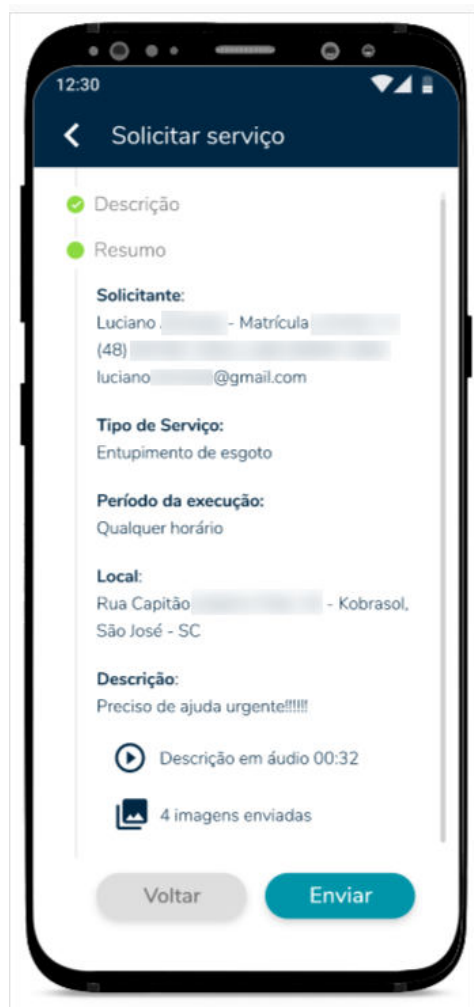 12:30
Solicitar serviço
Descrição
Resumo
Solicitante:
Luciano - Matrícula
(48)
luciano @gmail.com
Tipo de Serviço:
Entupimento de esgoto
Período da execução:
Qualquer horário
Local:
Rua Capitão - Kobrasol,
São José - SC
Descrição:
Preciso de ajuda urgente!!!!!!
Descrição em áudio 00:32
4 imagens enviadas
Voltar
Enviar